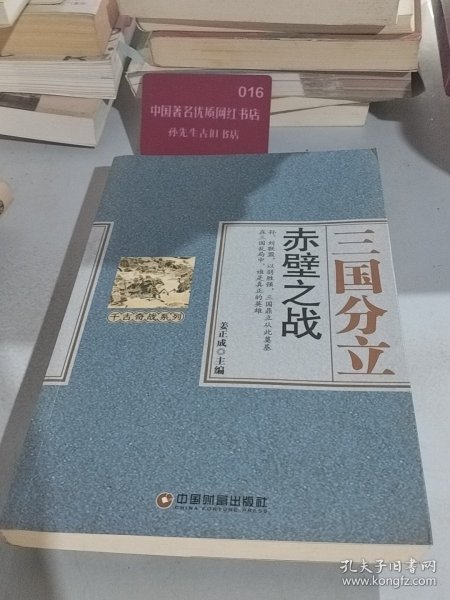 016
中国著名优质网红书店
孙先生古旧书店
三国分立
赤壁之战
孙、刘联盟，以弱胜强，三国鼎立从此奠基
在三国乱局中，谁是真正的英雄
姜正成◎主编
千古奇战系列
中国财富出版社
CHINA FORTUNE PRESS
孔夫子旧书网
www.kongfz.com